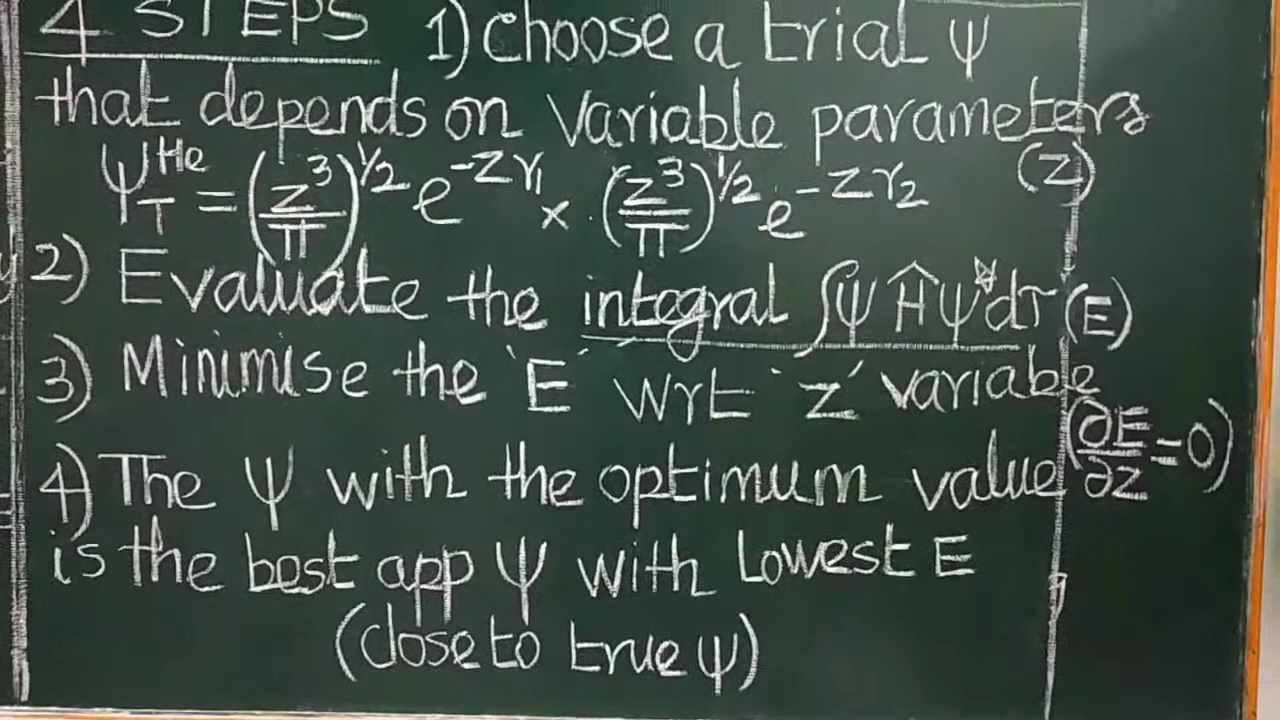 4 STEPS 1) Choose a trial ψ
that depends on variable parameters
(z)
ψ_T^He = (z³/π)^1/2 e^-zr₁ × (z³/π)^1/2 e^-zr₂
2) Evaluate the integral ∫ψ Ĥ ψ* dτ (E)
3) Minimise the 'E' wrt 'z' variable
(∂E/∂z = 0)
4) The ψ with the optimum value
is the best app ψ with Lowest E
(close to true ψ)